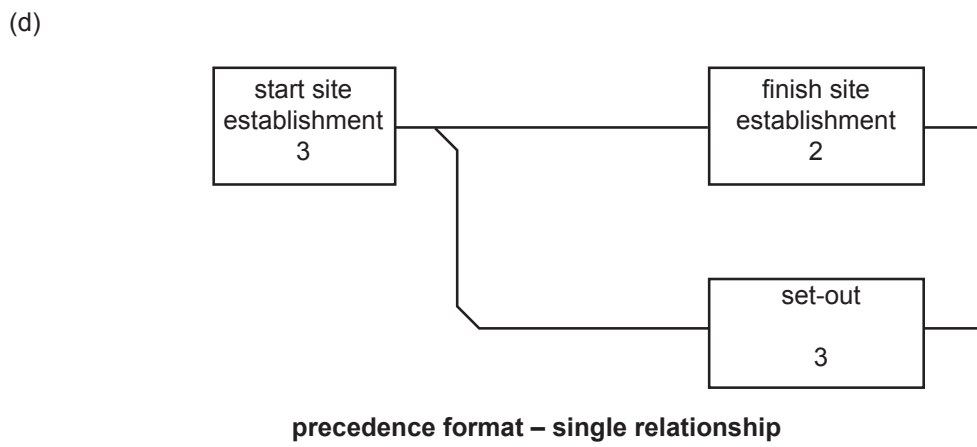 (d)
start site
establishment
3
finish site
establishment
2
set-out
3
precedence format – single relationship